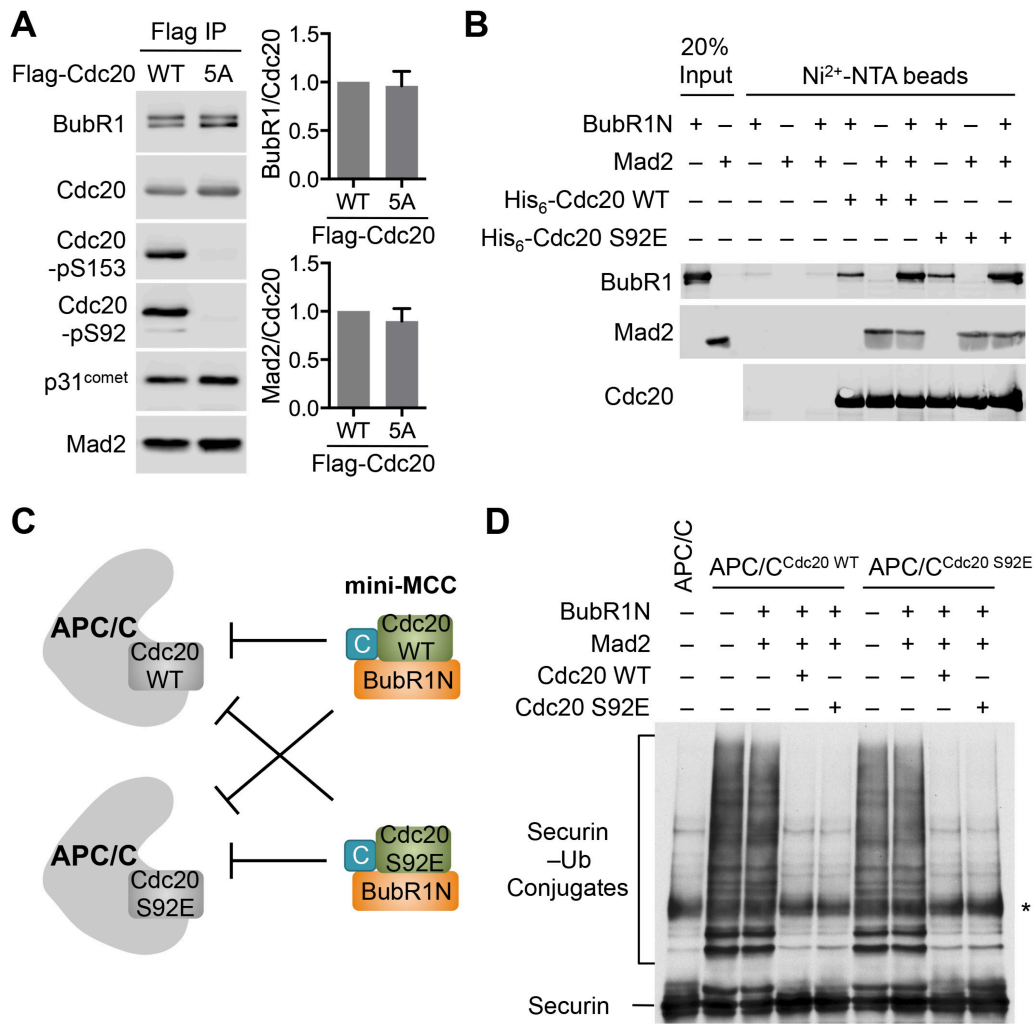 A
Flag IP
Flag-Cdc20 WT 5A
BubR1
Cdc20
Cdc20
-pS153
Cdc20
-pS92
p31comet
Mad2
BubR1/Cdc20
1.5
1.0
0.5
0.0
WT 5A
Flag-Cdc20
Mad2/Cdc20
1.5
1.0
0.5
0.0
WT 5A
Flag-Cdc20
B
20%
Input
Ni2+-NTA beads
BubR1N + – + – + + – + + – +
Mad2 – + – + + – + + – + +
His6-Cdc20 WT – – – – – + + + – – –
His6-Cdc20 S92E – – – – – – – – + + +
BubR1
Mad2
Cdc20
C
mini-MCC
APC/C
Cdc20
WT
C
Cdc20
WT
BubR1N
APC/C
Cdc20
S92E
C
Cdc20
S92E
BubR1N
D
APC/C
APC/CCdc20 WT
APC/CCdc20 S92E
BubR1N – – + + + – + + +
Mad2 – – + + + – + + +
Cdc20 WT – – – + – – – + –
Cdc20 S92E – – – – + – – – +
Securin
–Ub
Conjugates
*
Securin